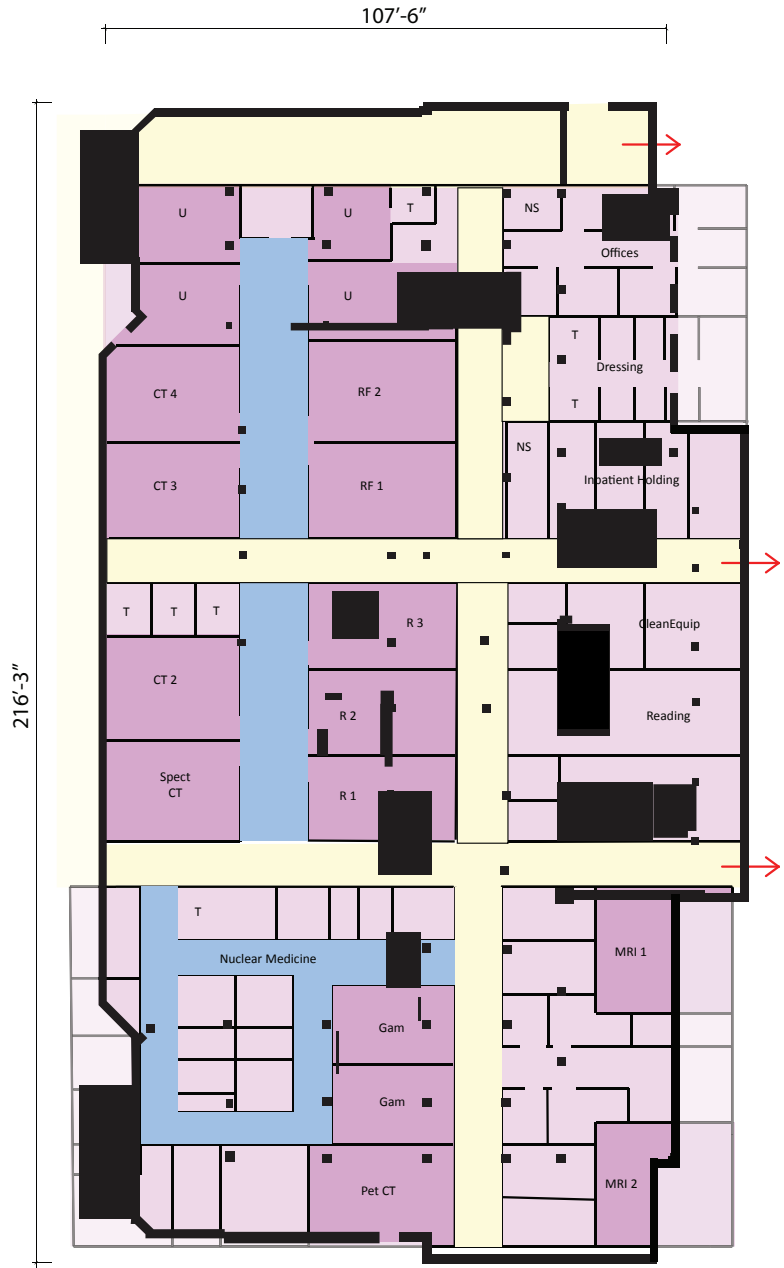 107'-6”
U
U
T
NS
Offices
U
U
T
Dressing
CT 4
RF 2
T
NS
CT 3
RF 1
Inpatient Holding
T
T
T
R 3
CleanEquip
CT 2
R 2
Reading
216'-3”
Spect
CT
R 1
T
Nuclear Medicine
MRI 1
Gam
Gam
Pet CT
MRI 2